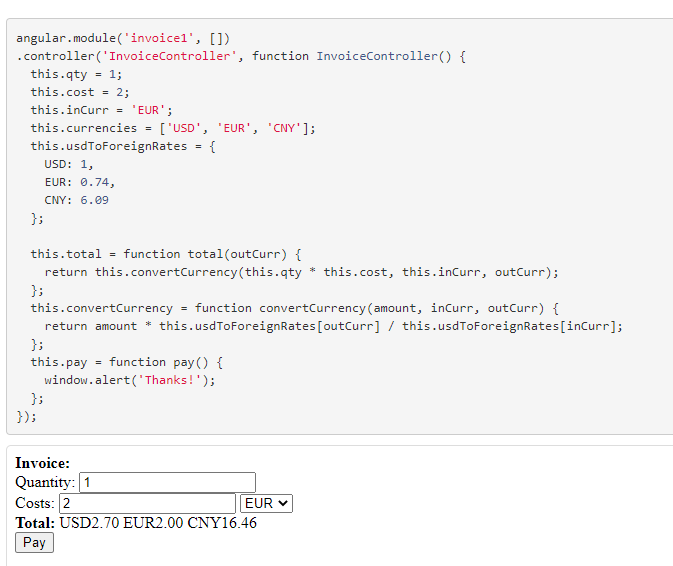 angular.module('invoice1', [])
.controller('InvoiceController', function InvoiceController() {
  this.qty = 1;
  this.cost = 2;
  this.inCurr = 'EUR';
  this.currencies = ['USD', 'EUR', 'CNY'];
  this.usdToForeignRates = {
    USD: 1,
    EUR: 0.74,
    CNY: 6.09
  };

  this.total = function total(outCurr) {
    return this.convertCurrency(this.qty * this.cost, this.inCurr, outCurr);
  };
  this.convertCurrency = function convertCurrency(amount, inCurr, outCurr) {
    return amount * this.usdToForeignRates[outCurr] / this.usdToForeignRates[inCurr];
  };
  this.pay = function pay() {
    window.alert('Thanks!');
  };
});
Invoice:
Quantity: 1
Costs: 2 EUR
Total: USD2.70 EUR2.00 CNY16.46
Pay